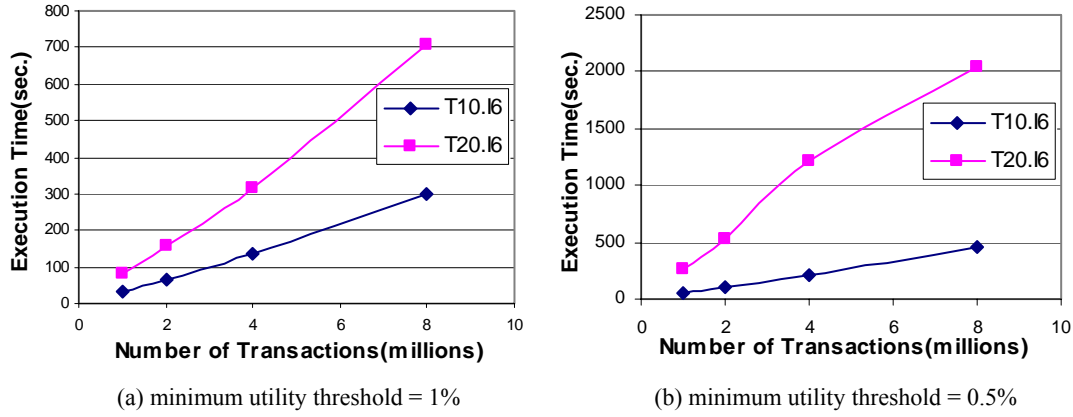 800
700
600
500
400
300
200
100
0
0 2 4 6 8 10
Execution Time(sec.)
Number of Transactions(millions)
T10.I6
T20.I6
(a) minimum utility threshold = 1%
2500
2000
1500
1000
500
0
0 2 4 6 8 10
Execution Time(sec.)
Number of Transactions(millions)
T10.I6
T20.I6
(b) minimum utility threshold = 0.5%